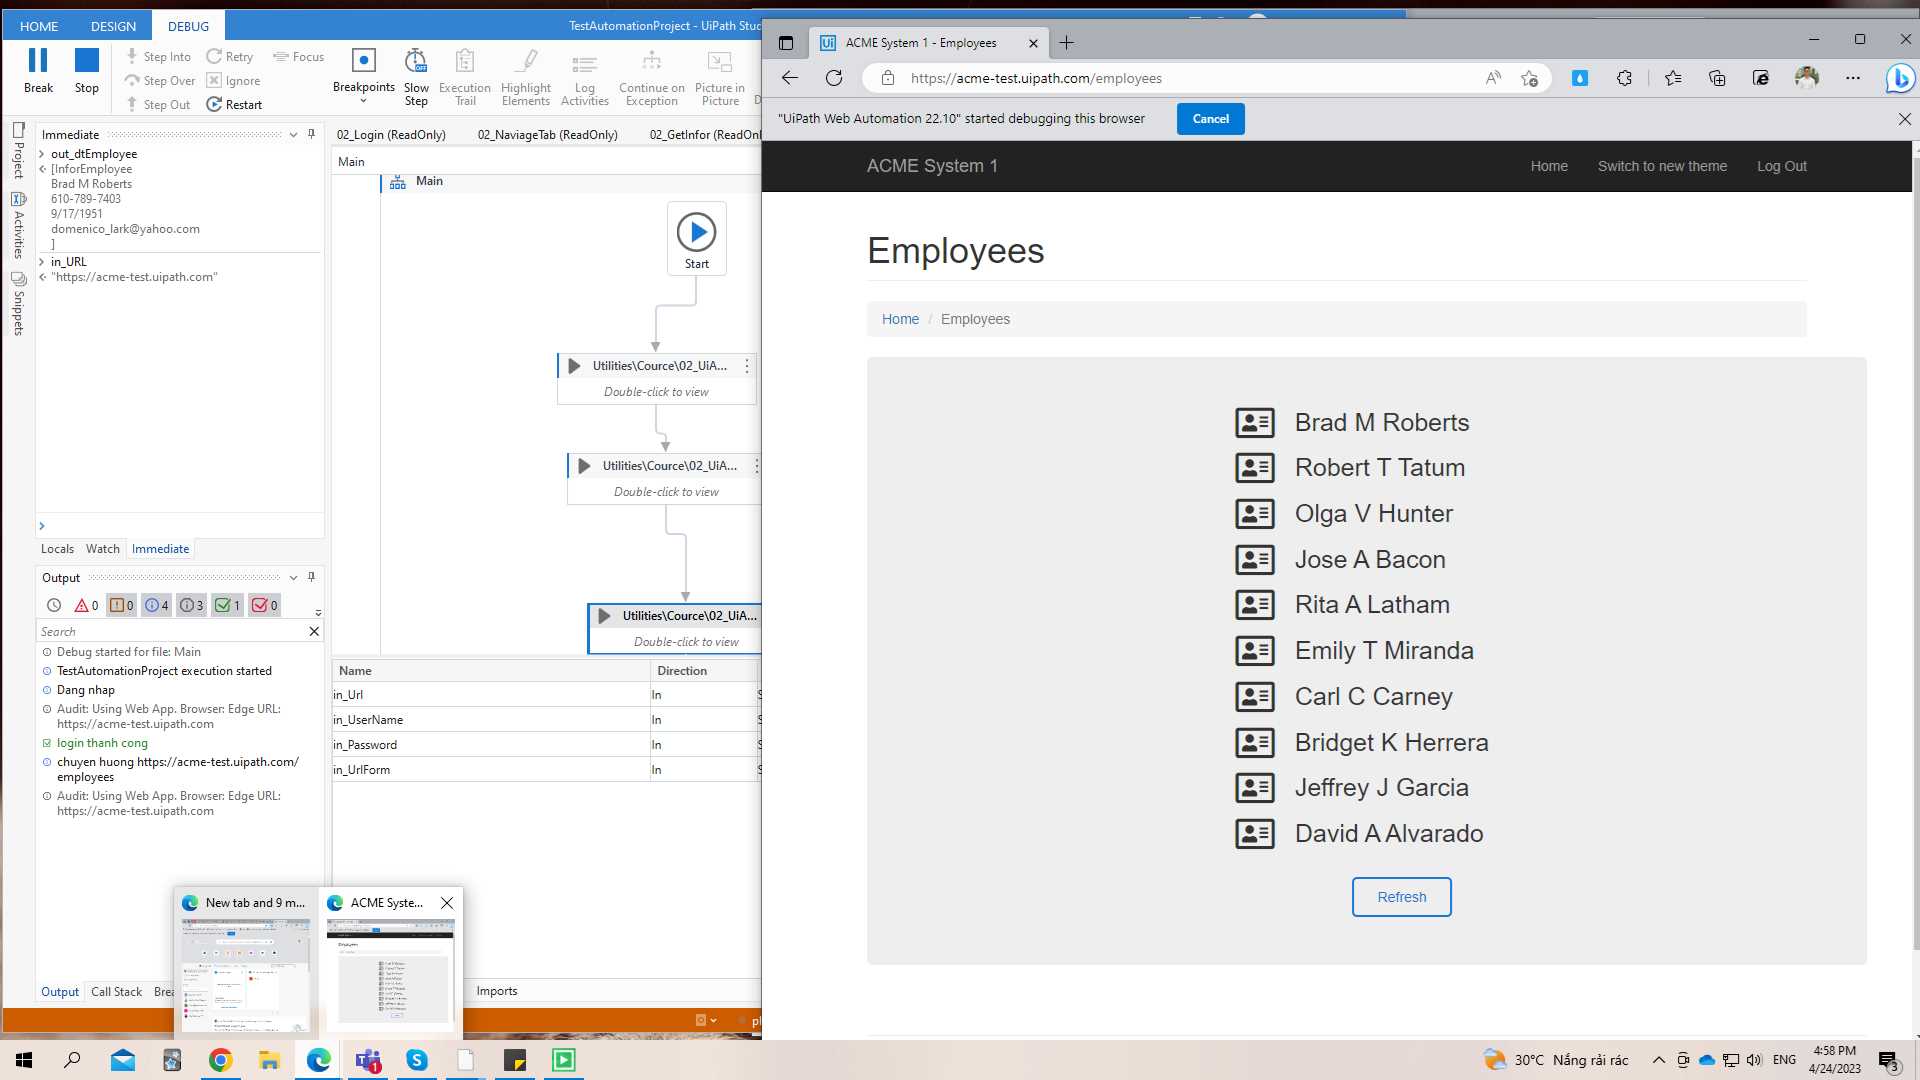 HOME DESIGN DEBUG
TestAutomationProject - UiPath Stu
Break
Stop
Step Into
Step Over
Step Out
Retry
Ignore
Restart
Focus
Breakpoints
Slow Step
Execution Trail
Highlight Elements
Log Activities
Continue on Exception
Picture in Picture
Project
Activities
Snippets
Immediate
out_dtEmployee
[InforEmployee
Brad M Roberts
610-789-7403
9/17/1951
domenico_lark@yahoo.com
]
in_URL
"https://acme-test.uipath.com"
Locals Watch Immediate
Output
0 0 4 3 1 0
Search
Debug started for file: Main
TestAutomationProject execution started
Dang nhap
Audit: Using Web App. Browser: Edge URL:
https://acme-test.uipath.com
login thanh cong
chuyen huong https://acme-test.uipath.com/
employees
Audit: Using Web App. Browser: Edge URL:
https://acme-test.uipath.com
Output Call Stack Brea
02_Login (ReadOnly) 02_NaviageTab (ReadOnly) 02_GetInfor (ReadOnl
Main
Main
Start
Utilities\Cource\02_UiA...
Double-click to view
Utilities\Cource\02_UiA...
Double-click to view
Utilities\Cource\02_UiA...
Double-click to view
Name Direction
in_Url In S
in_UserName In S
in_Password In S
in_UrlForm In S
Imports
New tab and 9 m...
ACME Syste...
Ui ACME System 1 - Employees
https://acme-test.uipath.com/employees
"UiPath Web Automation 22.10" started debugging this browser
Cancel
ACME System 1
Home Switch to new theme Log Out
Employees
Home / Employees
Brad M Roberts
Robert T Tatum
Olga V Hunter
Jose A Bacon
Rita A Latham
Emily T Miranda
Carl C Carney
Bridget K Herrera
Jeffrey J Garcia
David A Alvarado
Refresh
30°C Nắng rải rác
ENG
4:58 PM
4/24/2023
3